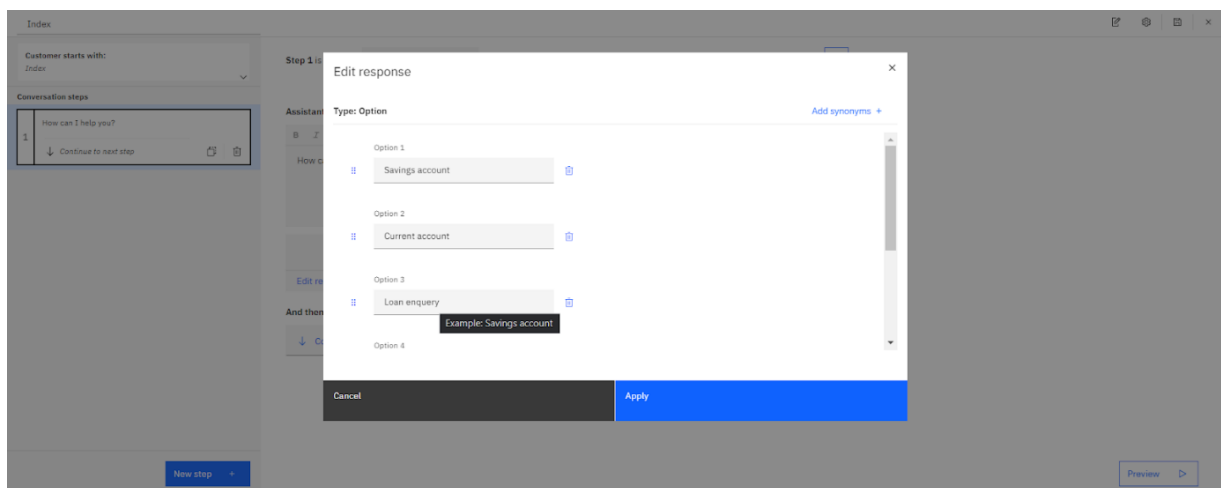 Index
Customer starts with:
Index
Conversation steps
1
How can I help you?
Continue to next step
New step +
Step 1 is
Assistant
B I
How c
Edit re
And then
Edit response
Type: Option
Add synonyms +
Option 1
Savings account
Option 2
Current account
Option 3
Loan enquery
Example: Savings account
Option 4
Cancel
Apply
Preview